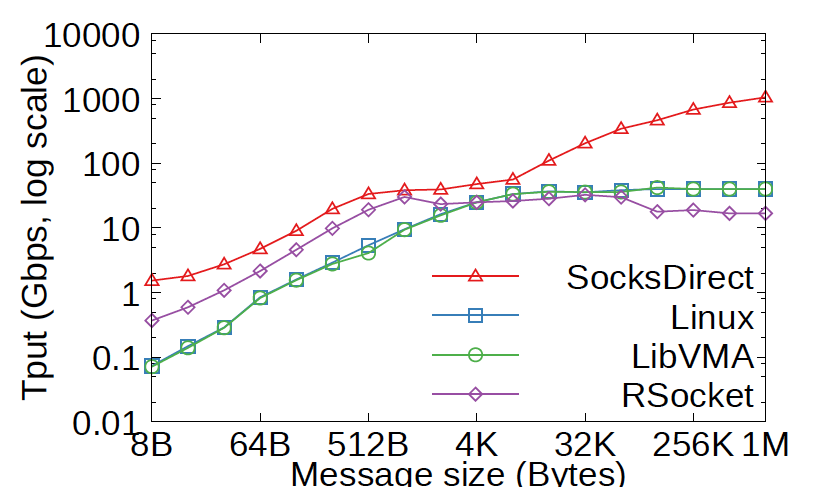 Tput (Gbps, log scale)
10000
1000
100
10
1
0.1
0.01
SocksDirect
Linux
LibVMA
RSocket
8B 64B 512B 4K 32K 256K 1M
Message size (Bytes)